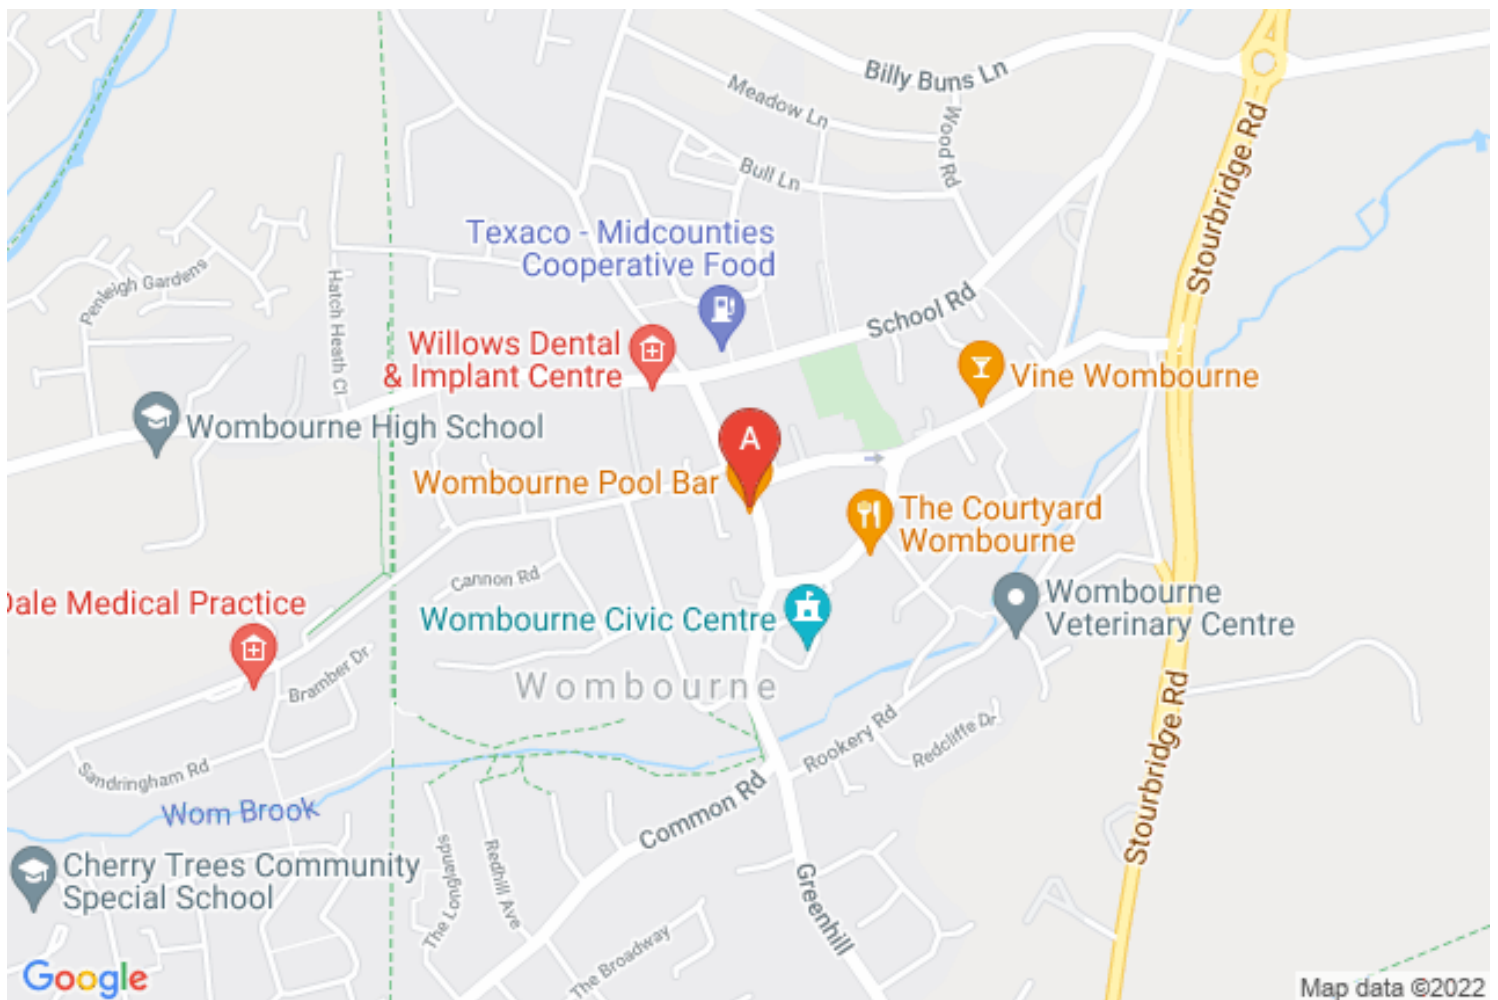 Billy Buns Ln
Meadow Ln
Wood Rd
Bull Ln
Stourbridge Rd
Texaco - Midcounties
Cooperative Food
Penleigh Gardens
Hatch Heath Cl
School Rd
Willows Dental
& Implant Centre
Vine Wombourne
Wombourne High School
A
Wombourne Pool Bar
The Courtyard
Wombourne
Cannon Rd
Dale Medical Practice
Wombourne Civic Centre
Wombourne
Veterinary Centre
Bramber Dr
Wombourne
Rookery Rd
Redcliffe Dr
Stourbridge Rd
Sandringham Rd
Wom Brook
Common Rd
Cherry Trees Community
Special School
The Longlands
Redhill Ave
Greenhill
The Broadway
Google
Map data ©2022